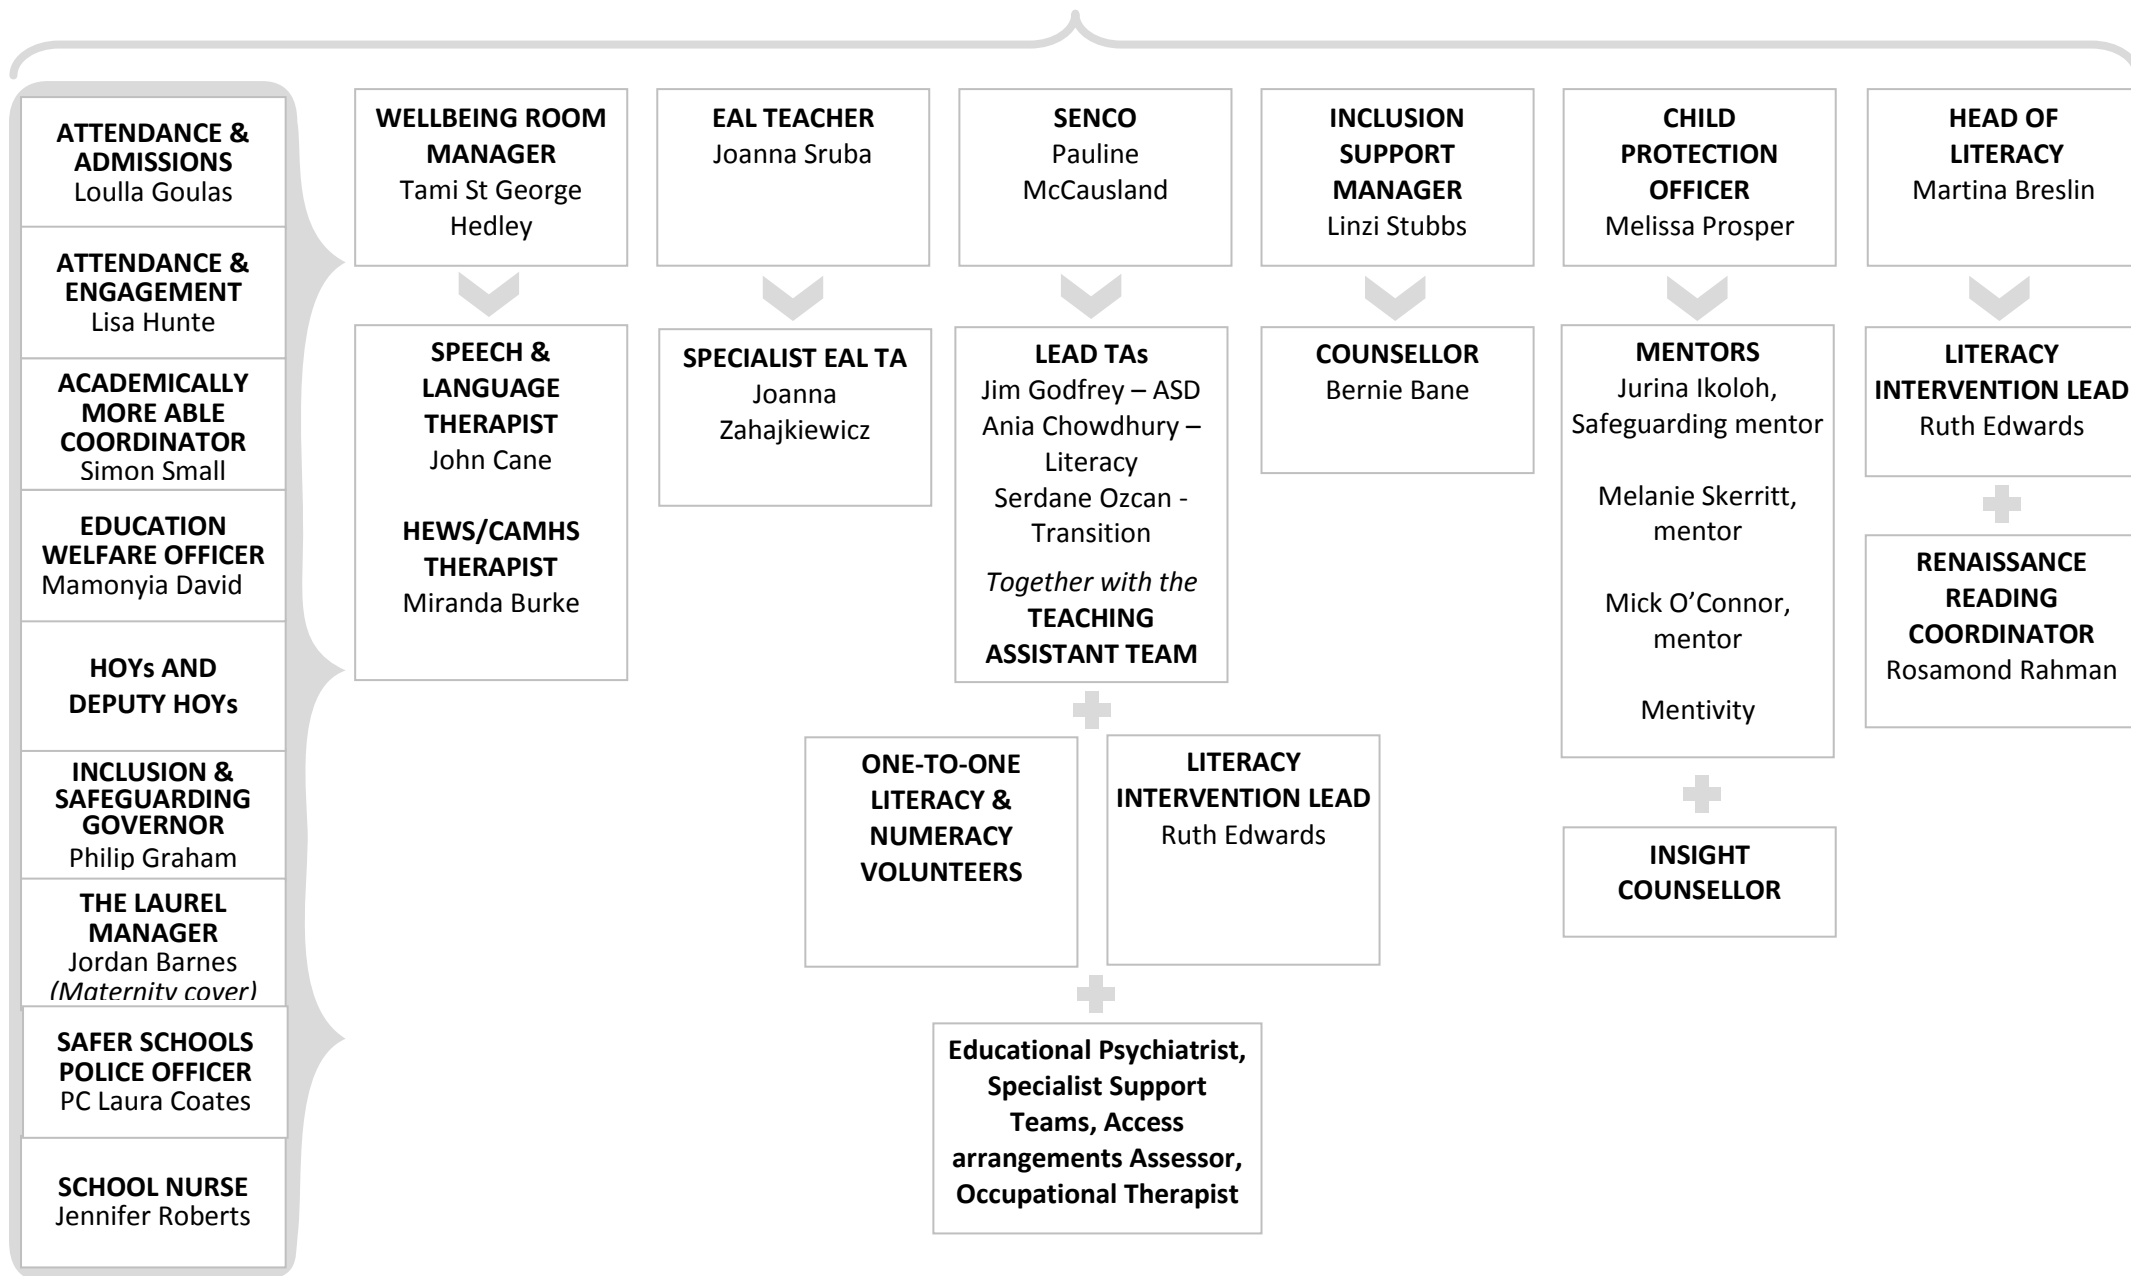 ATTENDANCE &
ADMISSIONS
Loulla Goulas
ATTENDANCE &
ENGAGEMENT
Lisa Hunte
ACADEMICALLY
MORE ABLE
COORDINATOR
Simon Small
EDUCATION
WELFARE OFFICER
Mamonyia David
HOYs AND
DEPUTY HOYs
INCLUSION &
SAFEGUARDING
GOVERNOR
Philip Graham
THE LAUREL
MANAGER
Jordan Barnes
(Maternity cover)
SAFER SCHOOLS
POLICE OFFICER
PC Laura Coates
SCHOOL NURSE
Jennifer Roberts
WELLBEING ROOM
MANAGER
Tami St George
Hedley
SPEECH &
LANGUAGE
THERAPIST
John Cane
HEWS/CAMHS
THERAPIST
Miranda Burke
EAL TEACHER
Joanna Sruba
SPECIALIST EAL TA
Joanna
Zahajkiewicz
SENCO
Pauline
McCausland
LEAD TAs
Jim Godfrey – ASD
Ania Chowdhury –
Literacy
Serdane Ozcan -
Transition
Together with the
TEACHING
ASSISTANT TEAM
ONE-TO-ONE
LITERACY &
NUMERACY
VOLUNTEERS
LITERACY
INTERVENTION LEAD
Ruth Edwards
Educational Psychiatrist,
Specialist Support
Teams, Access
arrangements Assessor,
Occupational Therapist
INCLUSION
SUPPORT
MANAGER
Linzi Stubbs
COUNSELLOR
Bernie Bane
CHILD
PROTECTION
OFFICER
Melissa Prosper
MENTORS
Jurina Ikoloh,
Safeguarding mentor
Melanie Skerritt,
mentor
Mick O’Connor,
mentor
Mentivity
INSIGHT
COUNSELLOR
HEAD OF
LITERACY
Martina Breslin
LITERACY
INTERVENTION LEAD
Ruth Edwards
RENAISSANCE
READING
COORDINATOR
Rosamond Rahman